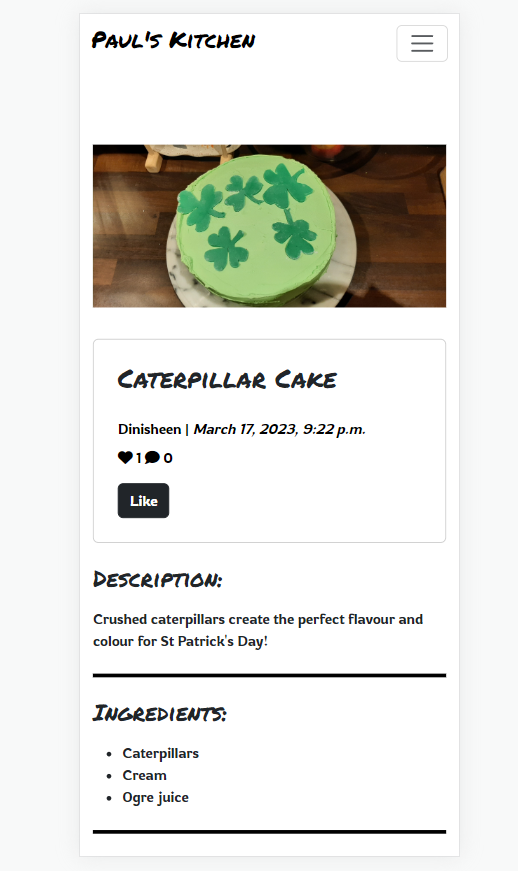 Paul's Kitchen
Caterpillar Cake
Dinisheen | March 17, 2023, 9:22 p.m.
1 0
Like
Description:
Crushed caterpillars create the perfect flavour and
colour for St Patrick's Day!
Ingredients:
Caterpillars
Cream
Ogre juice